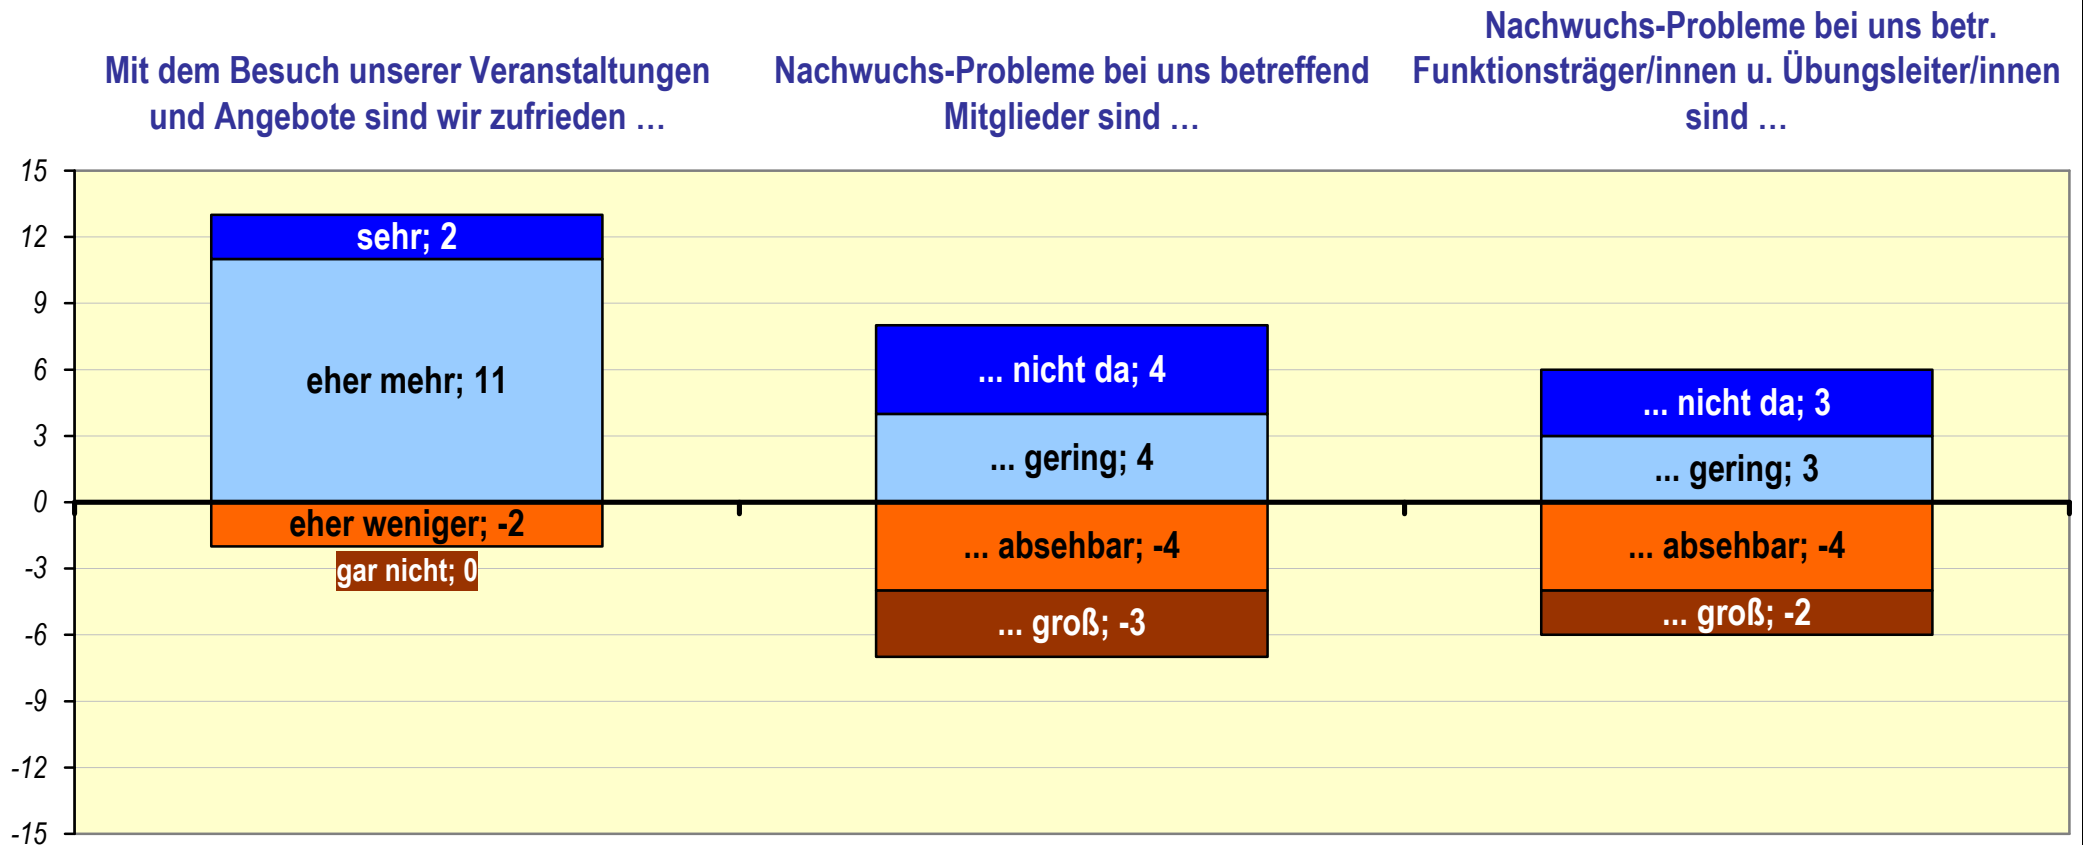 Mit dem Besuch unserer Veranstaltungen
und Angebote sind wir zufrieden …
Nachwuchs-Probleme bei uns betreffend
Mitglieder sind …
Nachwuchs-Probleme bei uns betr.
Funktionsträger/innen u. Übungsleiter/innen
sind …
15
12
9
6
3
0
-3
-6
-9
-12
-15
sehr; 2
eher mehr; 11
eher weniger; -2
gar nicht; 0
... nicht da; 4
... gering; 4
... absehbar; -4
... groß; -3
... nicht da; 3
... gering; 3
... absehbar; -4
... groß; -2